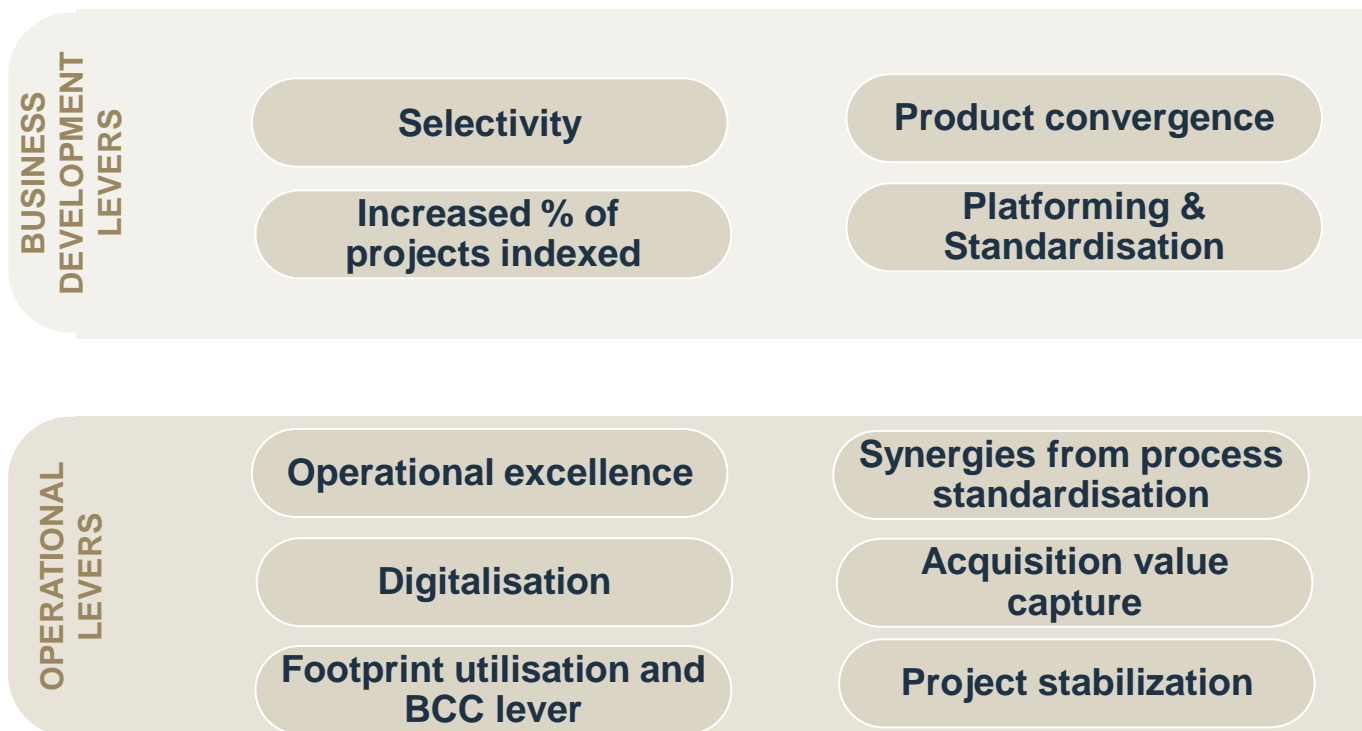 BUSINESS
DEVELOPMENT
LEVERS
Selectivity
Product convergence
Increased % of
projects indexed
Platforming &
Standardisation
OPERATIONAL
LEVERS
Operational excellence
Synergies from process
standardisation
Digitalisation
Acquisition value
capture
Footprint utilisation and
BCC lever
Project stabilization